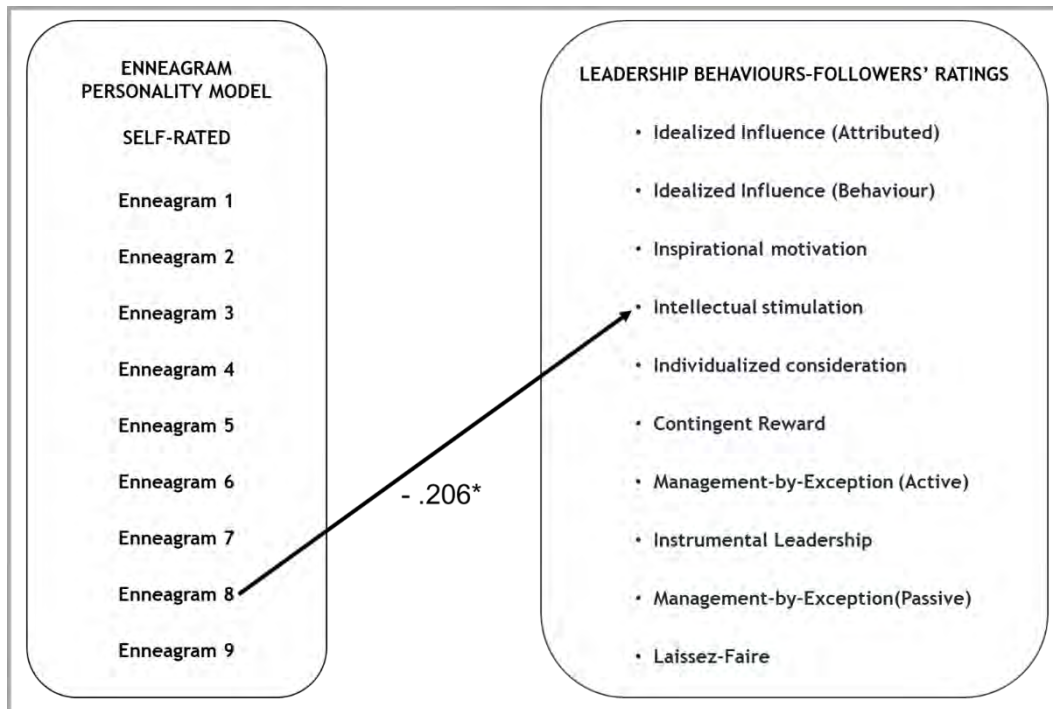 ENNEAGRAM
PERSONALITY MODEL
SELF-RATED
Enneagram 1
Enneagram 2
Enneagram 3
Enneagram 4
Enneagram 5
Enneagram 6
Enneagram 7
Enneagram 8
Enneagram 9
- .206*
LEADERSHIP BEHAVIOURS-FOLLOWERS' RATINGS
• Idealized Influence (Attributed)
• Idealized Influence (Behaviour)
• Inspirational motivation
• Intellectual stimulation
• Individualized consideration
• Contingent Reward
• Management-by-Exception (Active)
• Instrumental Leadership
• Management-by-Exception(Passive)
• Laissez-Faire